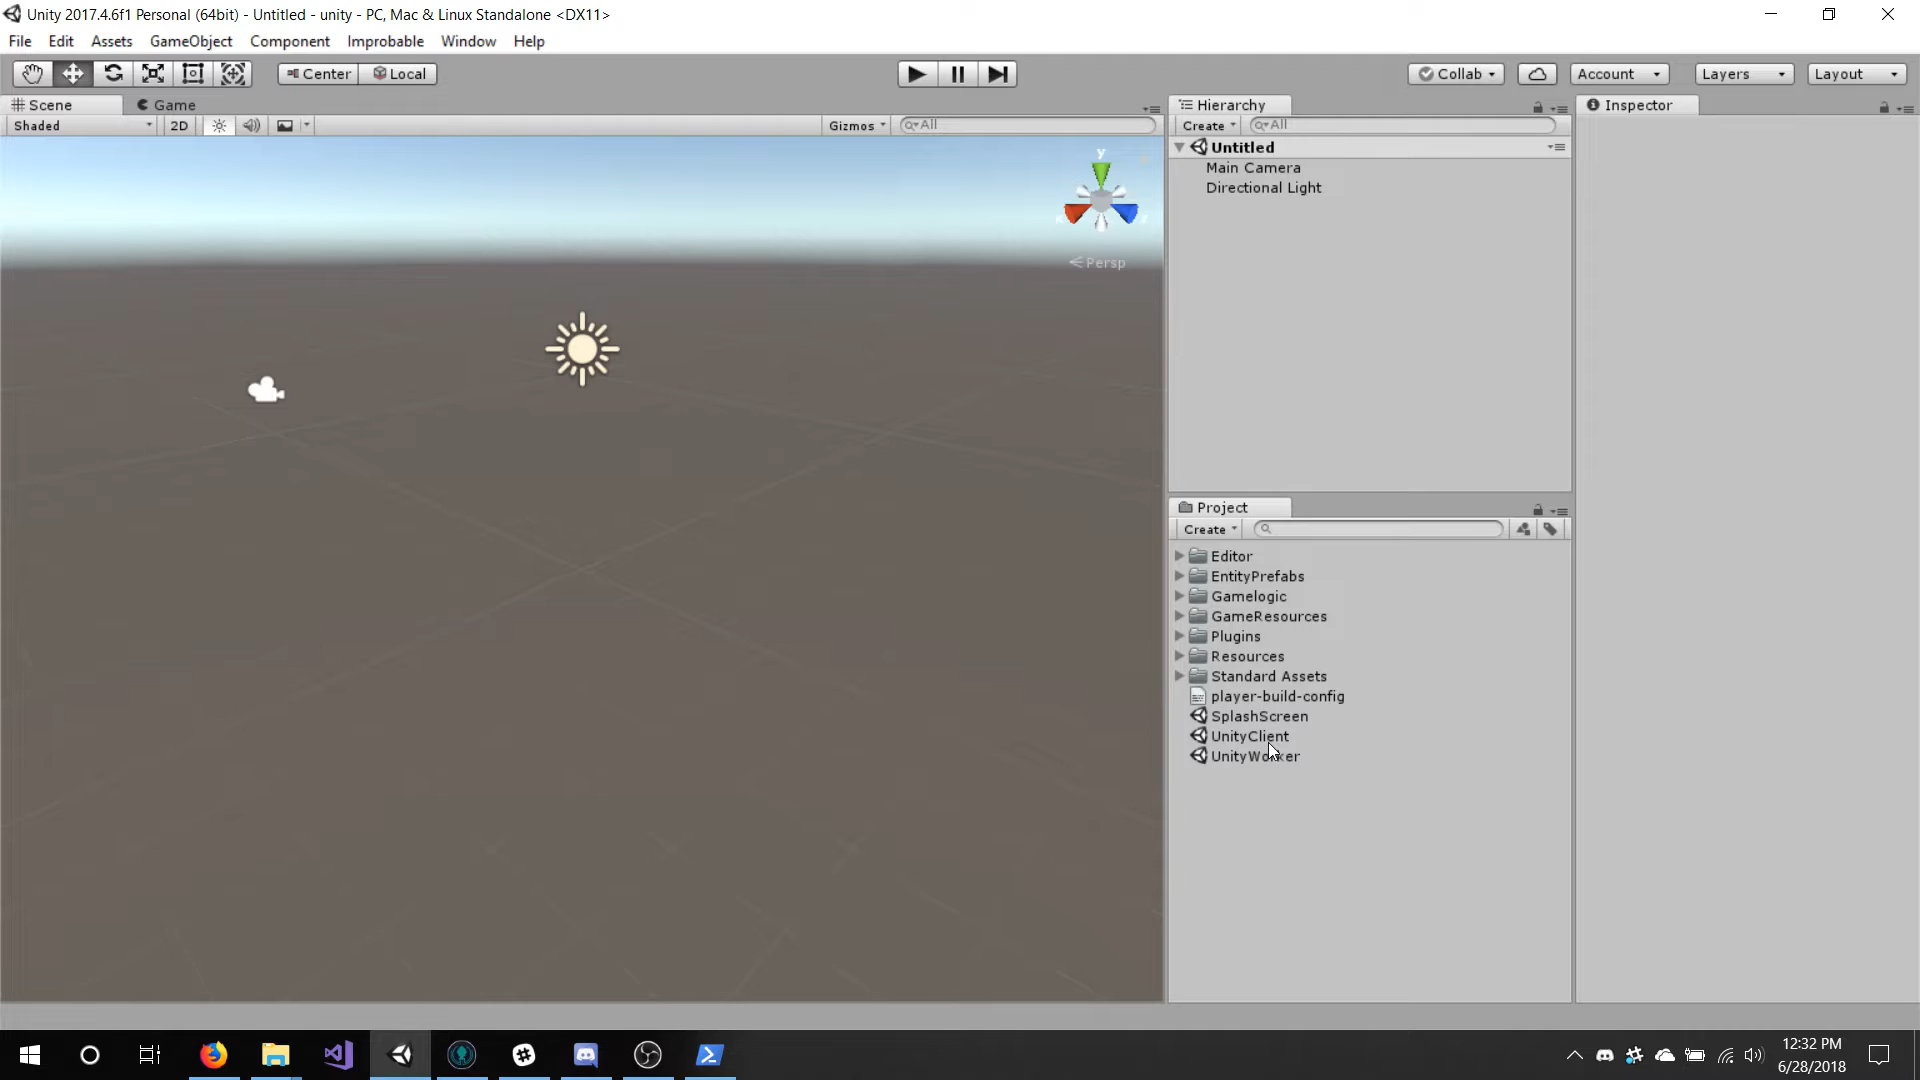 Unity 2017.4.6f1 Personal (64bit) - Untitled - unity - PC, Mac & Linux Standalone <DX11>
File Edit Assets GameObject Component Improbable Window Help
Center Local Collab Account Layers Layout
Scene Game Hierarchy Inspector
Shaded 2D Gizmos All Create All
Untitled
Main Camera
Directional Light
y
Persp
Project
Create
Editor
EntityPrefabs
Gamelogic
GameResources
Plugins
Resources
Standard Assets
player-build-config
SplashScreen
UnityClient
UnityWorker
12:32 PM
6/28/2018